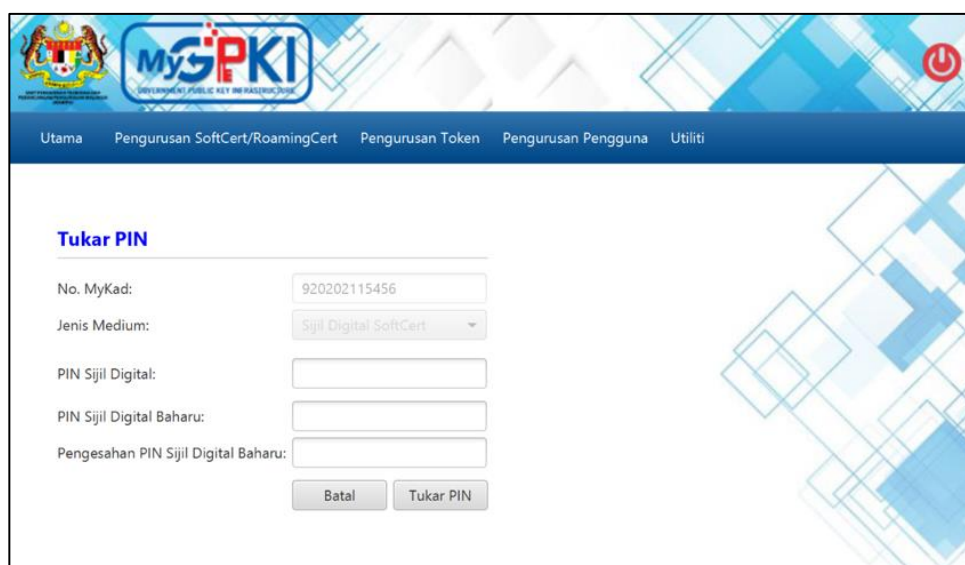 MyGPKI
GOVERNMENT PUBLIC KEY INFRASTRUCTURE
Utama Pengurusan SoftCert/RoamingCert Pengurusan Token Pengurusan Pengguna Utiliti
Tukar PIN
No. MyKad: 920202115456
Jenis Medium: Sijil Digital SoftCert
PIN Sijil Digital:
PIN Sijil Digital Baharu:
Pengesahan PIN Sijil Digital Baharu:
Batal Tukar PIN